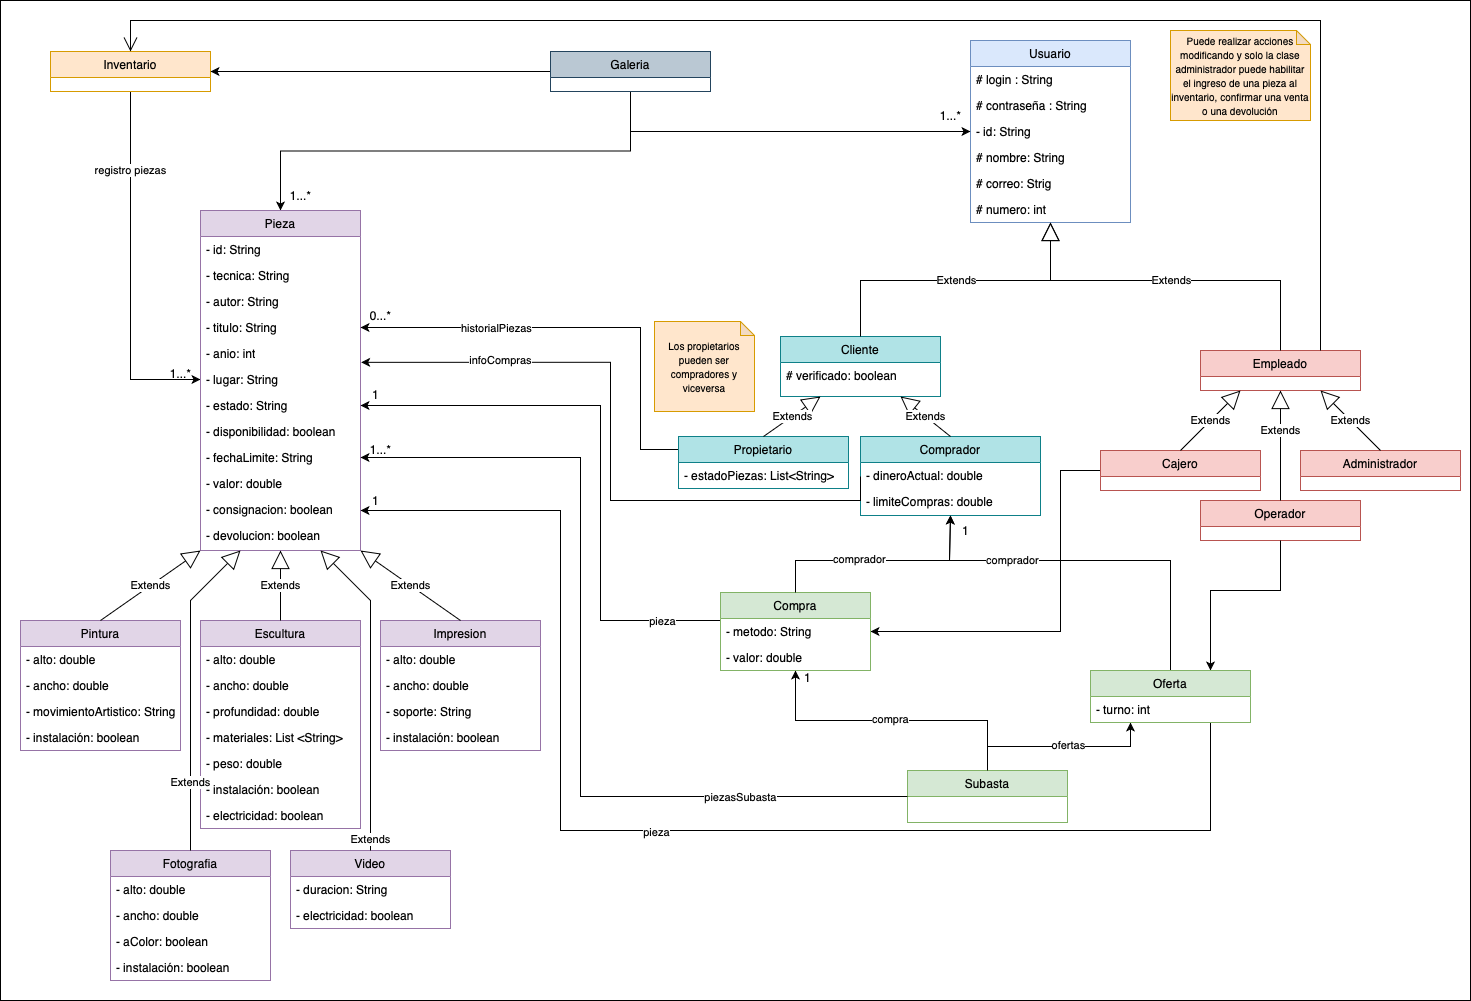 Inventario
Galeria
Usuario
# login : String
# contraseña : String
- id: String
# nombre: String
# correo: Strig
# numero: int
Puede realizar acciones
modificando y solo la clase
administrador puede habilitar
el ingreso de una pieza al
inventario, confirmar una venta
o una devolución
1...*
registro piezas
1...*
Pieza
- id: String
- tecnica: String
- autor: String
- titulo: String
- anio: int
- lugar: String
- estado: String
- disponibilidad: boolean
- fechaLimite: String
- valor: double
- consignacion: boolean
- devolucion: boolean
1...*
0...*
historialPiezas
infoCompras
1
1...*
1
Los propietarios
pueden ser
compradores y
viceversa
Extends
Extends
Cliente
# verificado: boolean
Extends
Extends
Propietario
- estadoPiezas: List<String>
Comprador
- dineroActual: double
- limiteCompras: double
Empleado
Extends
Extends
Extends
Cajero
Administrador
Operador
1
comprador
comprador
Compra
- metodo: String
- valor: double
pieza
1
Oferta
- turno: int
compra
ofertas
Subasta
piezasSubasta
pieza
Extends
Extends
Extends
Pintura
- alto: double
- ancho: double
- movimientoArtistico: String
- instalación: boolean
Escultura
- alto: double
- ancho: double
- profundidad: double
- materiales: List <String>
- peso: double
- instalación: boolean
- electricidad: boolean
Impresion
- alto: double
- ancho: double
- soporte: String
- instalación: boolean
Extends
Extends
Fotografia
- alto: double
- ancho: double
- aColor: boolean
- instalación: boolean
Video
- duracion: String
- electricidad: boolean